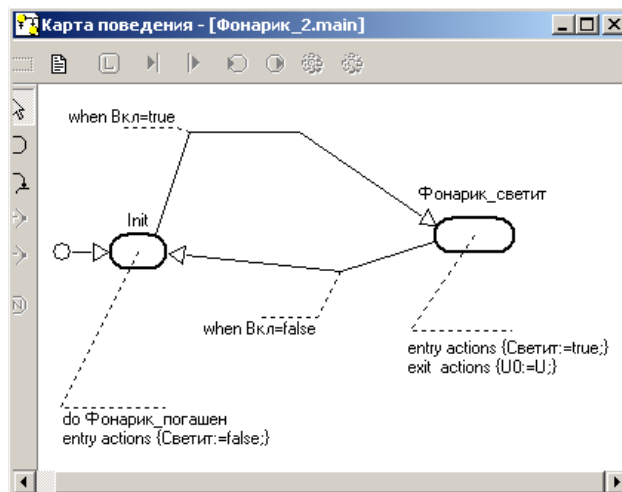 Карта поведения - [Фонарик_2.main]
L
when Вкл=true
Фонарик_светит
Init
N
when Вкл=false
entry actions {Светит:=true;}
exit actions {U0:=U;}
do Фонарик_погашен
entry actions {Светит:=false;}